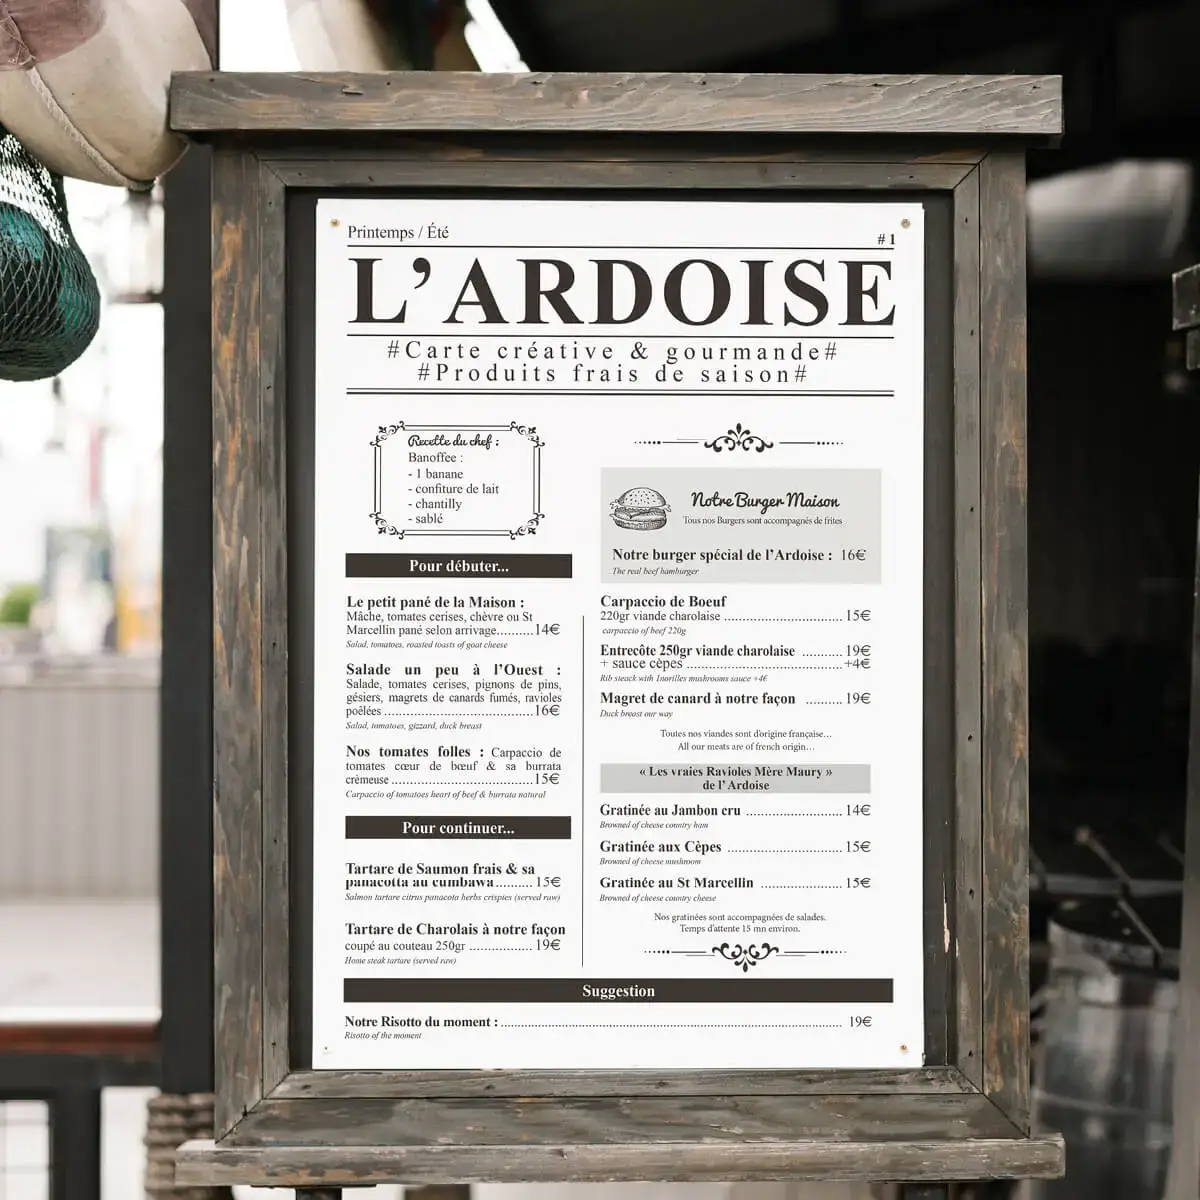 Printemps / Été
# 1
L'ARDOISE
#Carte créative & gourmande#
#Produits frais de saison#
Recette du chef :
Banoffee :
- 1 banane
- confiture de lait
- chantilly
- sablé
Pour débuter...
Le petit pané de la Maison :
Mâche, tomates cerises, chèvre ou St
Marcellin pané selon arrivage..........14€
Salad, tomatoes, roasted toasts of goat cheese
Salade un peu à l'Ouest :
Salade, tomates cerises, pignons de pins,
gésiers, magrets de canards fumés, ravioles
poêlées ..........................................16€
Salad, tomatoes, gizzard, duck breast
Nos tomates folles : Carpaccio de
tomates cœur de bœuf & sa burrata
crèmeuse ........................................15€
Carpaccio of tomatoes heart of beef & burrata natural
Pour continuer...
Tartare de Saumon frais & sa
panacotta au cumbawa.......... 15€
Salmon tartare citrus panacota herbs crispies (served raw)
Tartare de Charolais à notre façon
coupé au couteau 250gr .................. 19€
Home steak tartare (served raw)
Notre Burger Maison
Tous nos Burgers sont accompagnés de frites
Notre burger spécial de l'Ardoise : 16€
The real beef hamburger
Carpaccio de Boeuf
220gr viande charolaise .................................. 15€
carpaccio of beef 220g
Entrecôte 250gr viande charolaise ........... 19€
+ sauce cèpes .............................................+4€
Rib steack with 1norilles mushrooms sauce +4€
Magret de canard à notre façon .......... 19€
Duck breast our way
Toutes nos viandes sont d'origine française…
All our meats are of french origin…
« Les vraies Ravioles Mère Maury »
de l' Ardoise
Gratinée au Jambon cru ........................... 14€
Browned of cheese country ham
Gratinée aux Cèpes ................................ 15€
Browned of cheese mushroom
Gratinée au St Marcellin ....................... 15€
Browned of cheese country cheese
Nos gratinées sont accompagnées de salades.
Temps d'attente 15 mn environ.
Suggestion
Notre Risotto du moment : ........................................................................................ 19€
Risotto of the moment